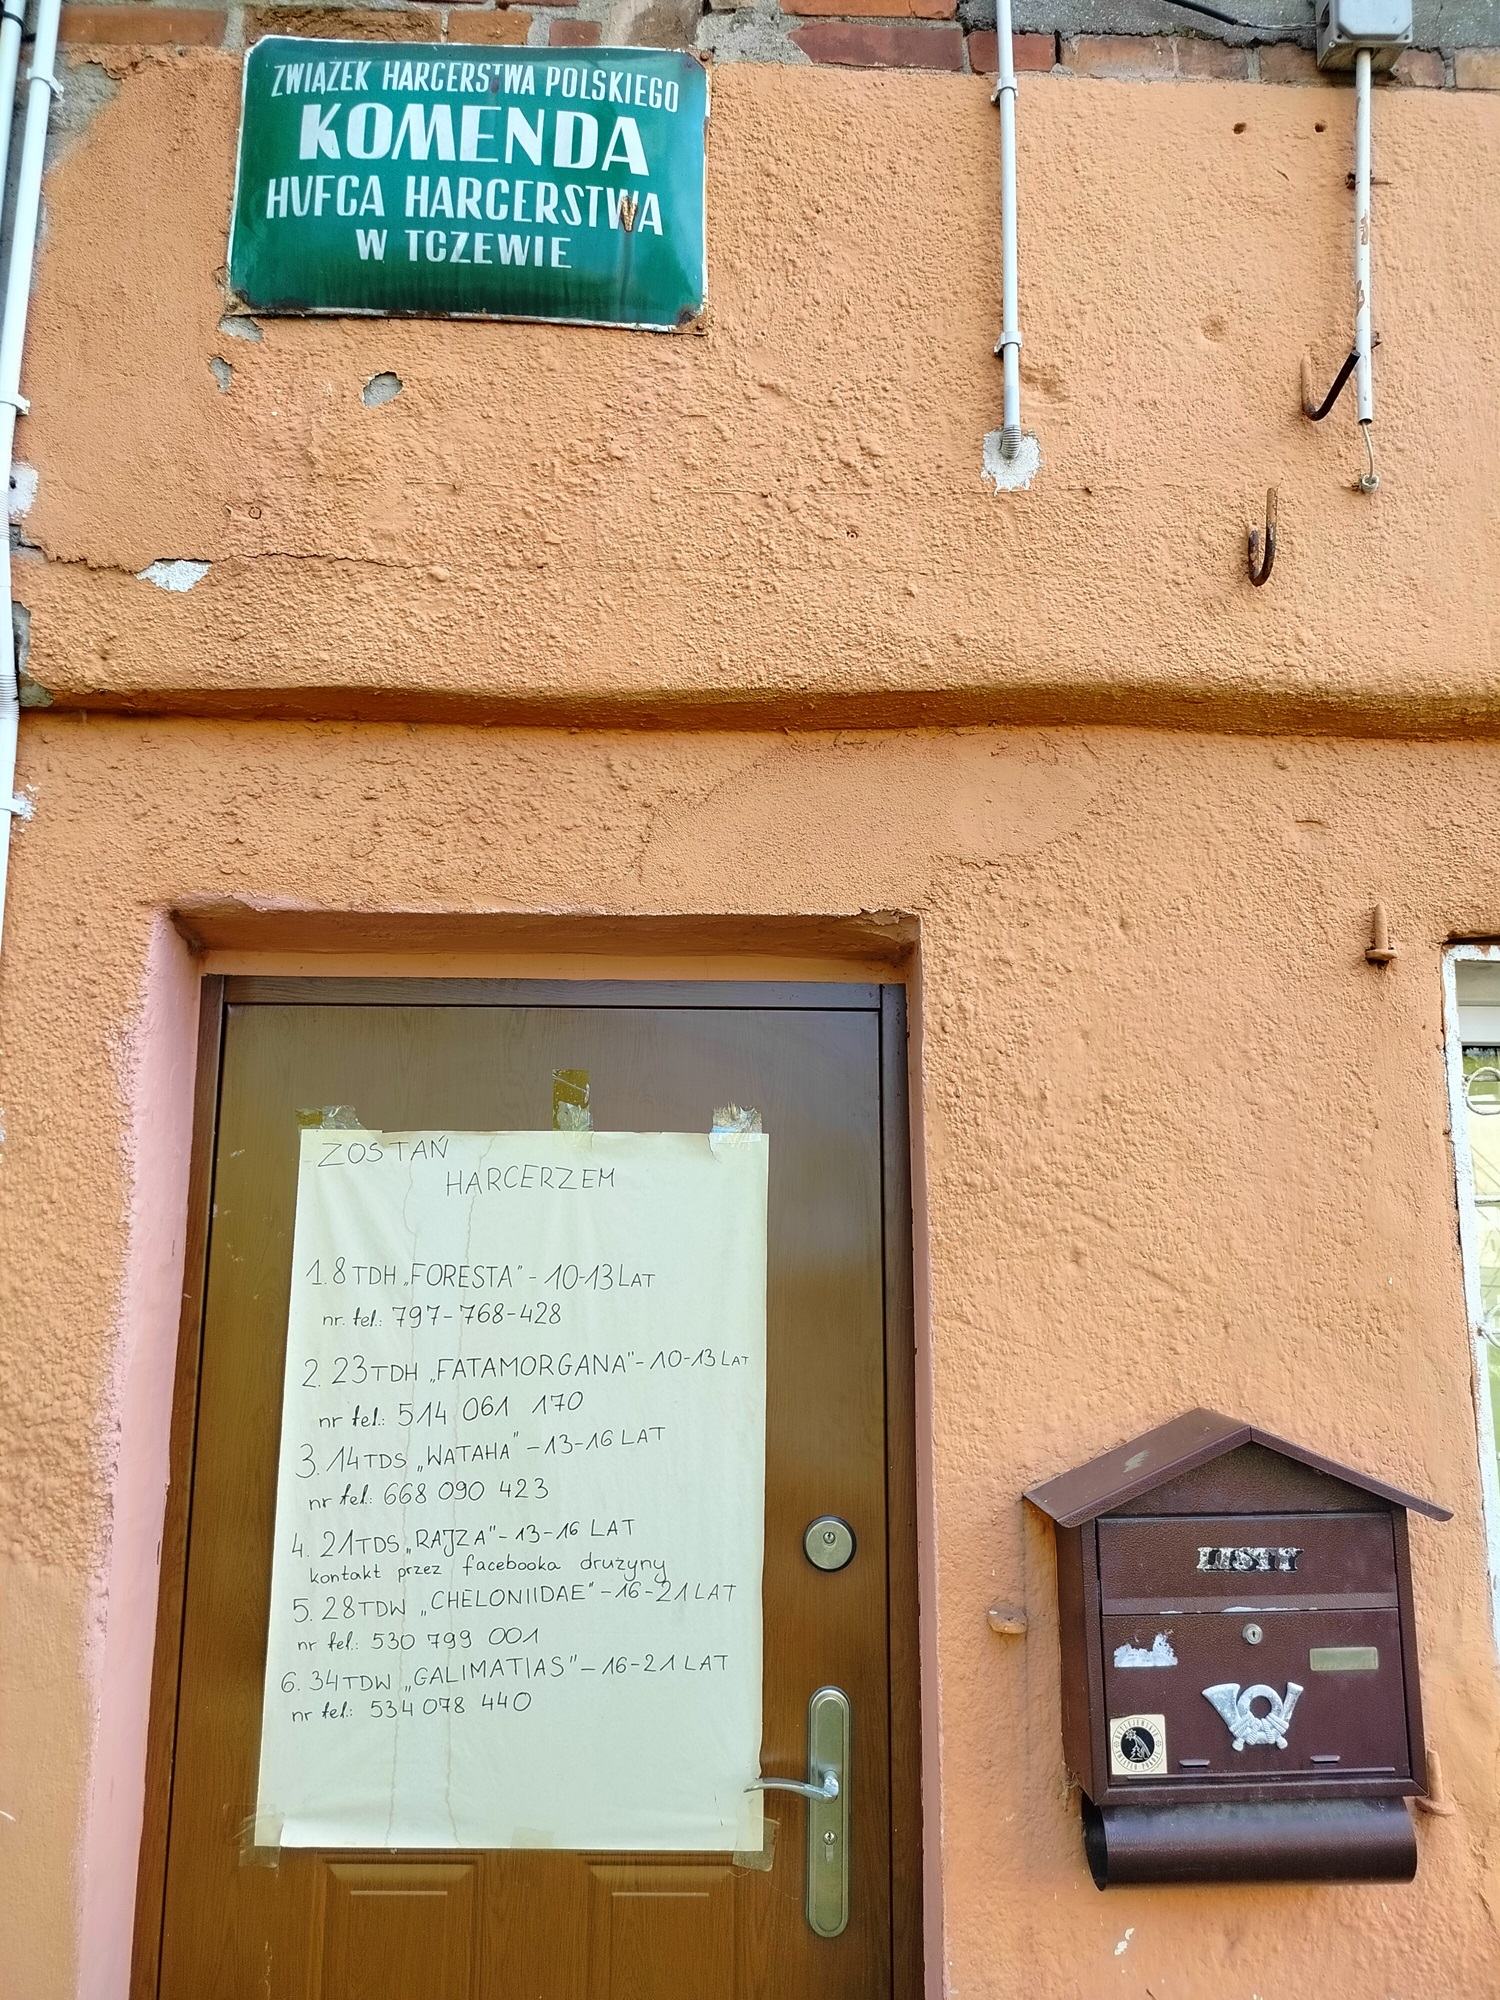 ZWIĄZEK HARCERSTWA POLSKIEGO
KOMENDA
HUFCA HARCERSTWA
W TCZEWIE
ZOSTAŃ
HARCERZEM
1. 8 TDH „FORESTA" - 10-13 LAT
nr. tel.: 797-768-428
2. 23 TDH „FATAMORGANA" - 10-13 LAT
nr tel.: 514 061 170
3. 14 TDS „WATAHA" - 13-16 LAT
nr tel.: 668 090 423
4. 21 TDS „RAJZA" - 13-16 LAT
kontakt przez facebooka drużyny
5. 28 TDW „CHELONIIDAE" - 16-21 LAT
nr tel.: 530 799 001
6. 34 TDW „GALIMATIAS" - 16-21 LAT
nr tel.: 534 078 440
LISTY